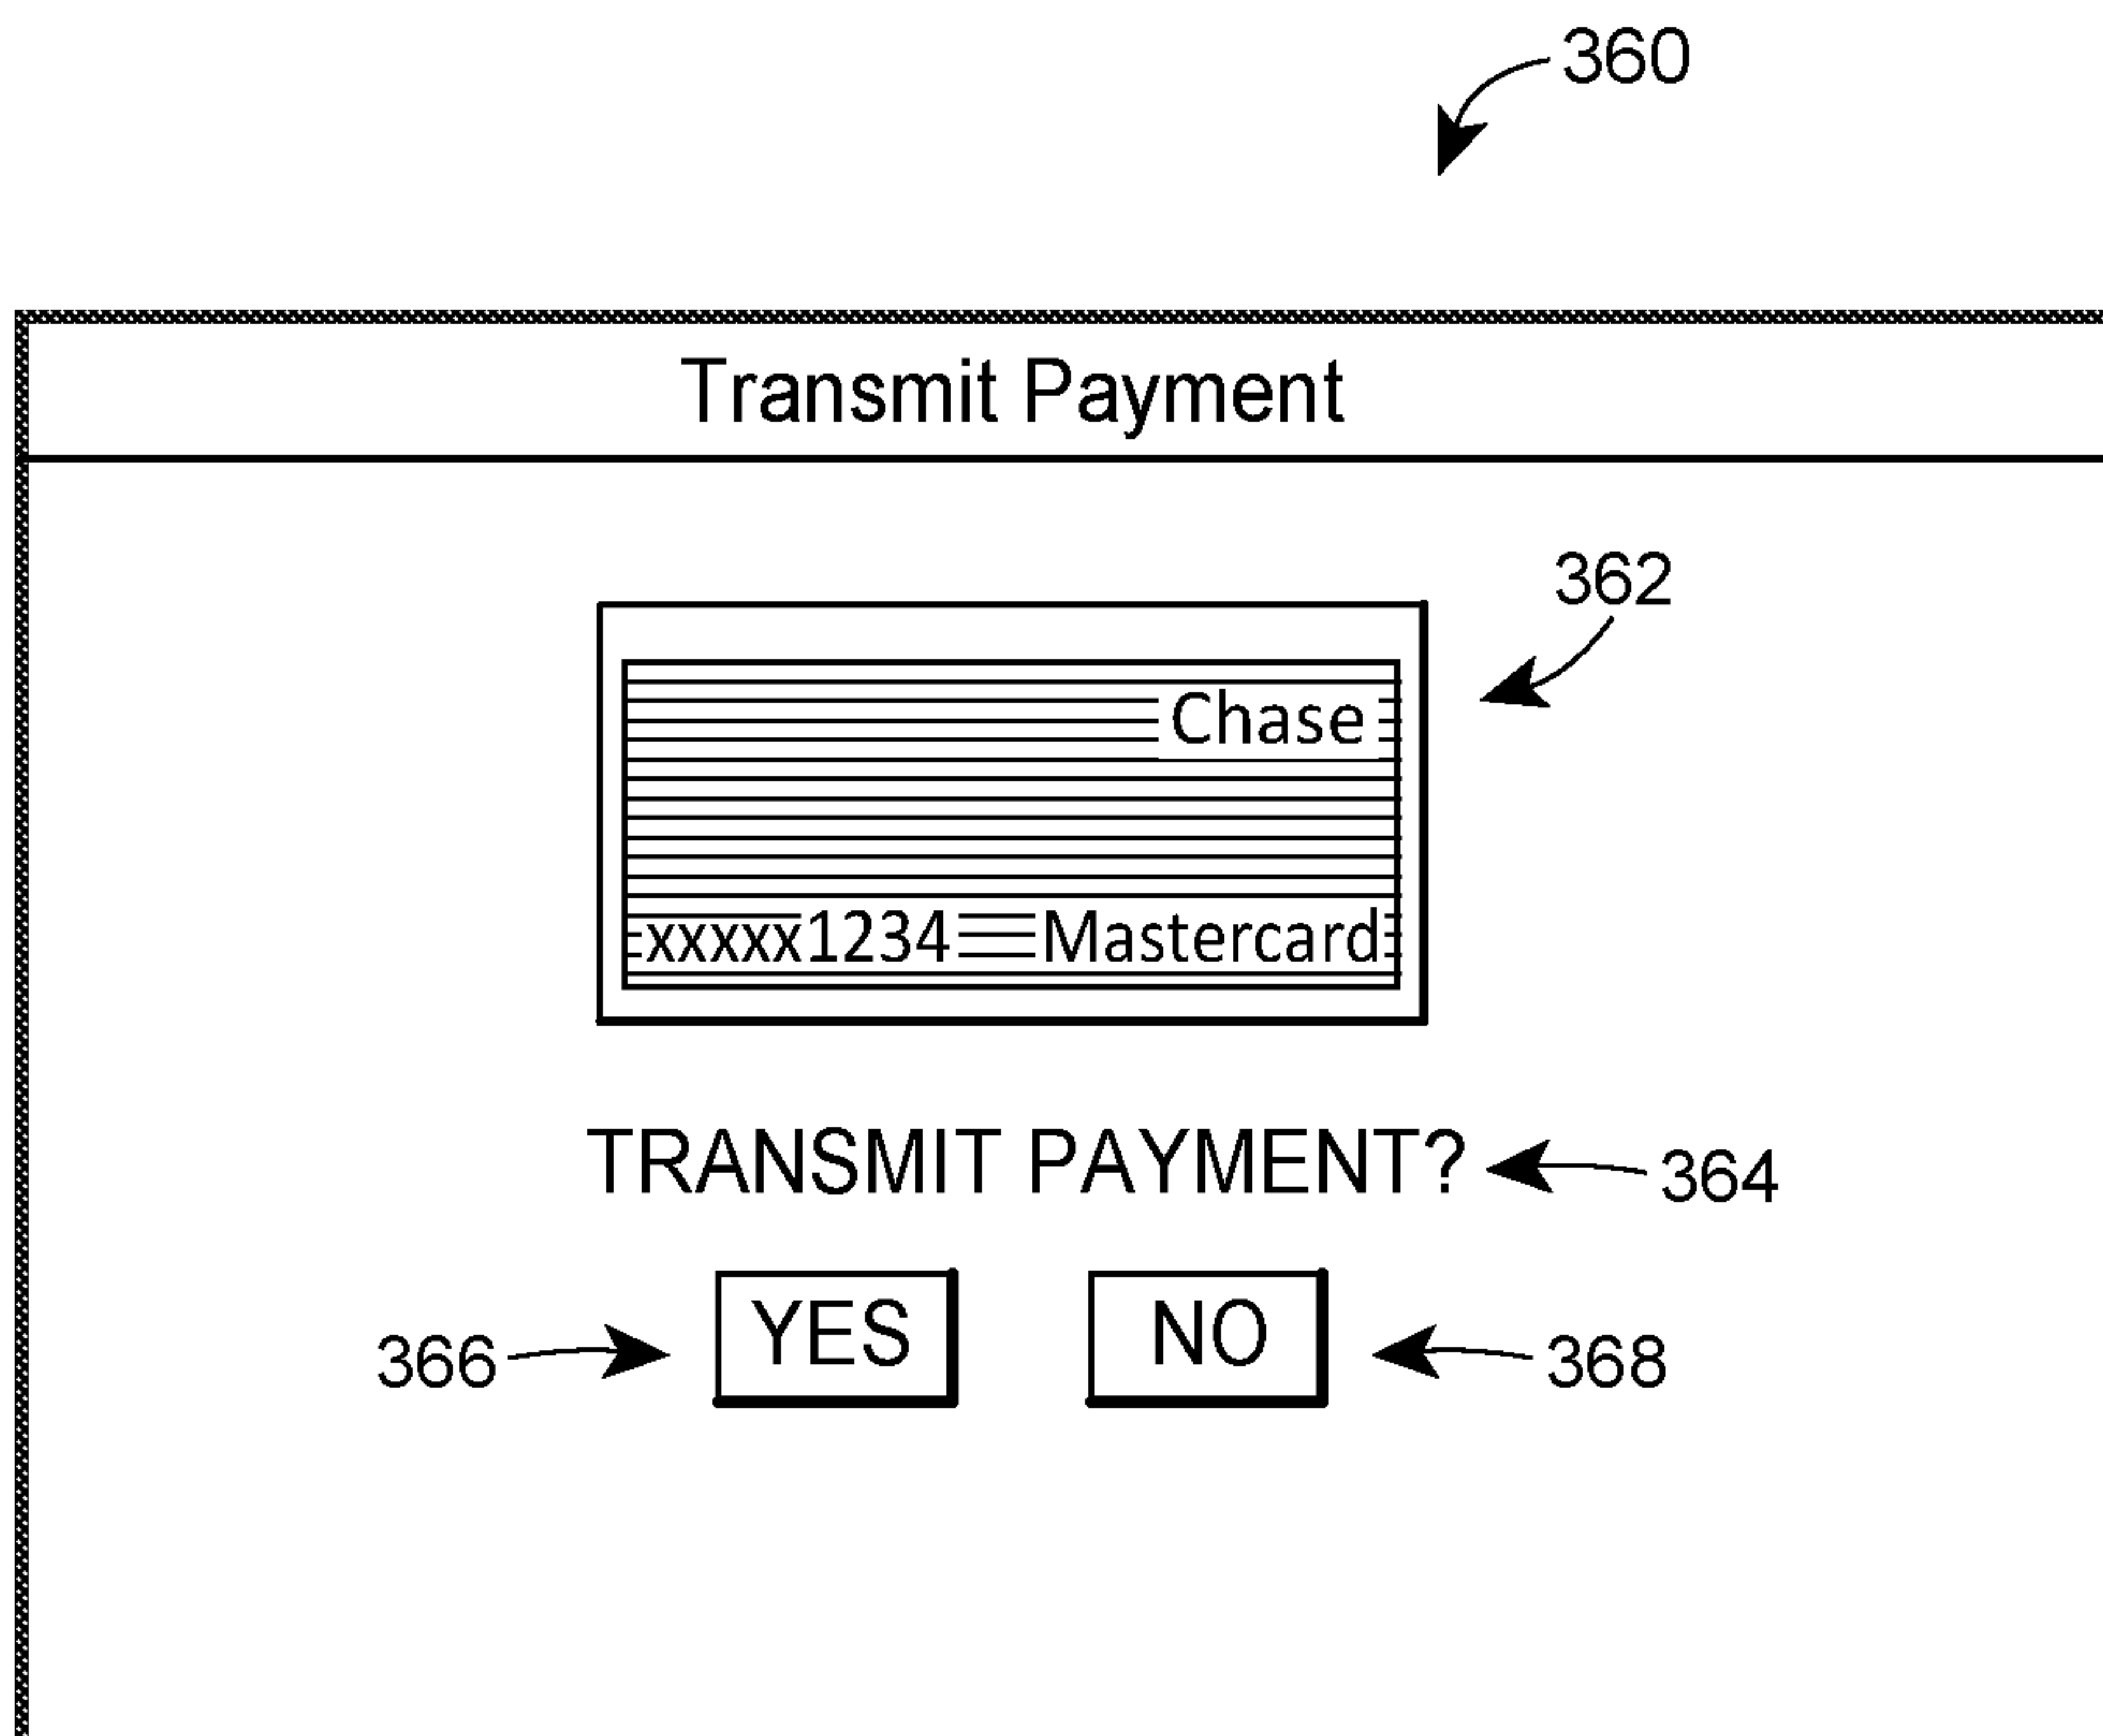 360
Transmit Payment
362
Chase
xxxxx1234 Mastercard
TRANSMIT PAYMENT? 364
366 YES NO 368